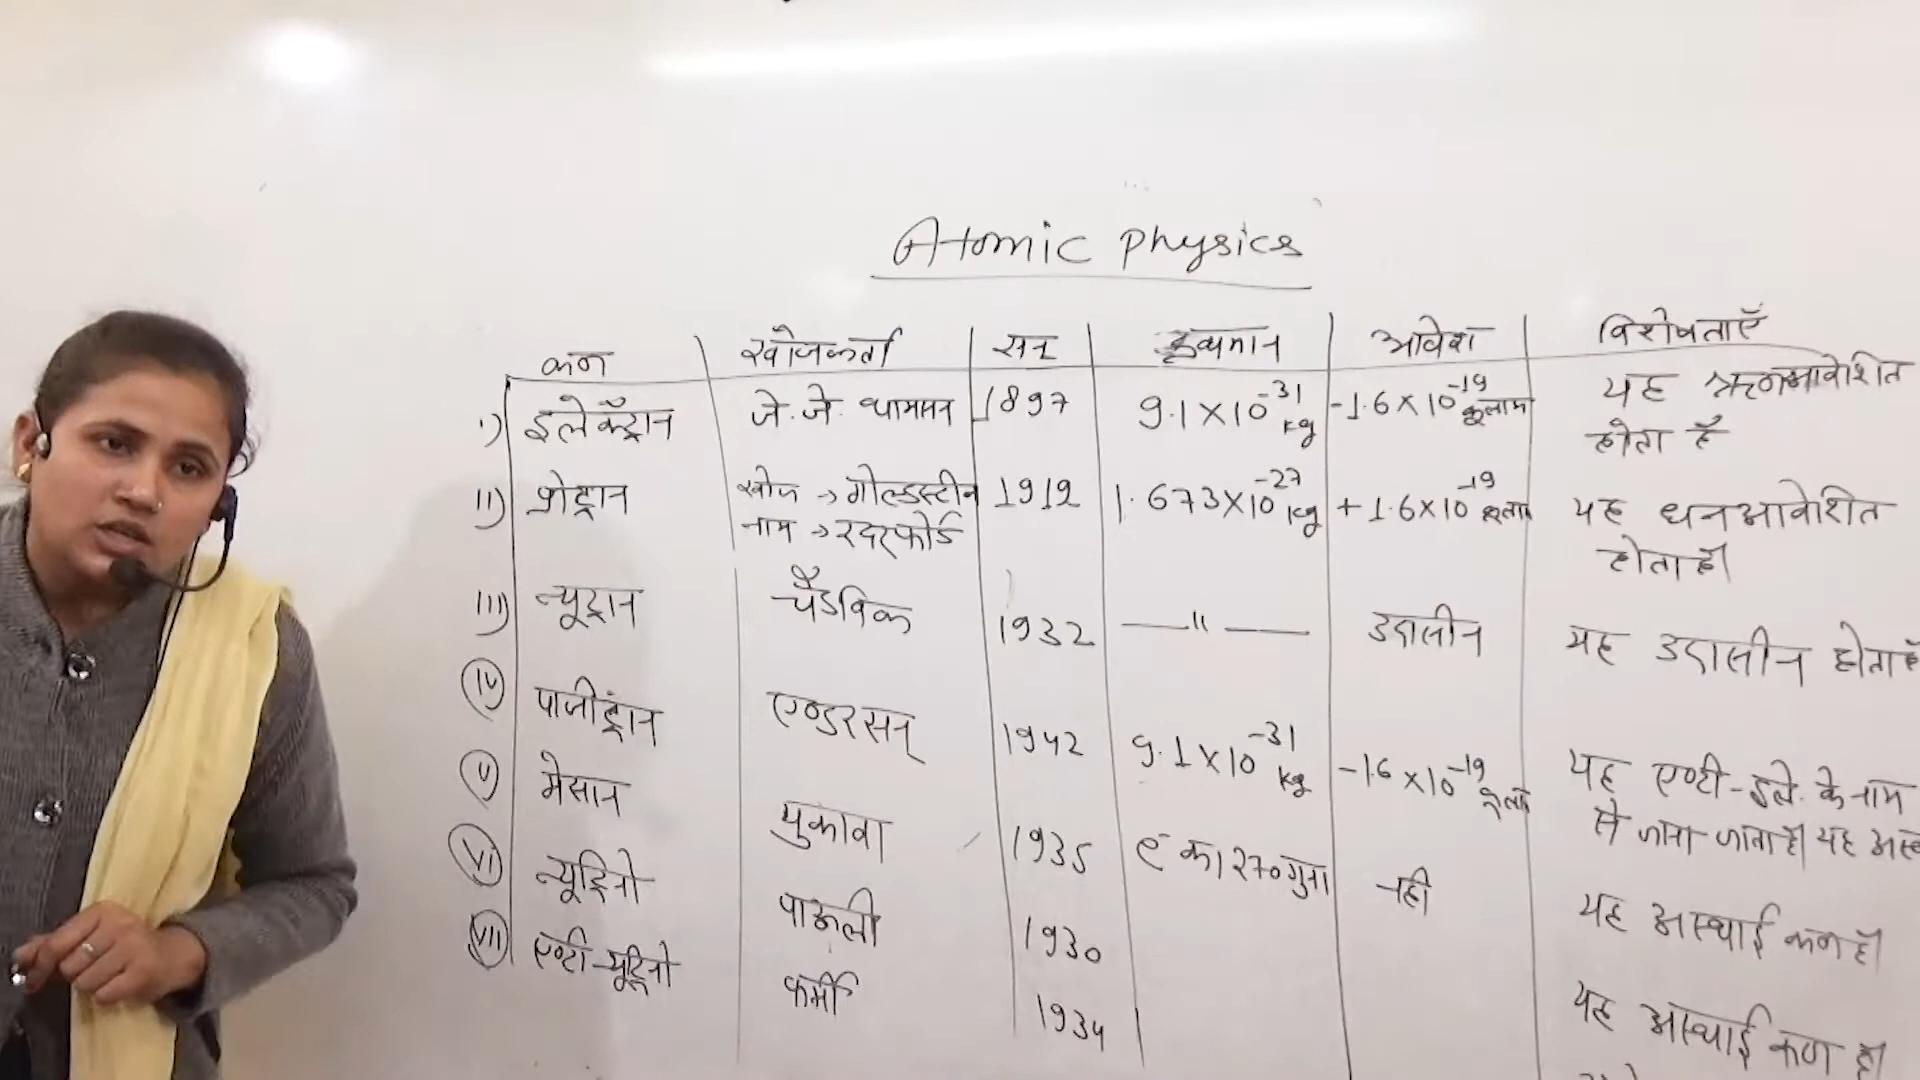 Atomic physics
कण खोजकर्ता सन् द्रव्यमान आवेश विशेषताएँ
i) इलेक्ट्रान जे.जे. थामसन 1897 9.1×10⁻³¹ kg -1.6×10⁻¹⁹ कूलाम यह ऋणआवेशित
होता है
ii) प्रोट्रान खोज → गोल्डस्टीन 1919 1.673×10⁻²⁷ kg +1.6×10⁻¹⁹ यह धनआवेशित
नाम → रदरफोर्ड होता है।
iii) न्यूट्रान चैडविक 1932 —"— उदासीन यह उदासीन होता है
iv) पाजीट्रान एण्डरसन् 1942 9.1×10⁻³¹ kg -1.6×10⁻¹⁹ यह एण्टी-इले. के नाम
से जाना जाता है। यह
v) मेसान युकावा 1935 e⁻ का 270 गुना नही यह अस्थाई कण है।
vi) न्यूट्रिनो पाऊली 1930 यह अस्थाई कण है।
vii) एण्टी न्यूट्रिनो फर्मी 1934